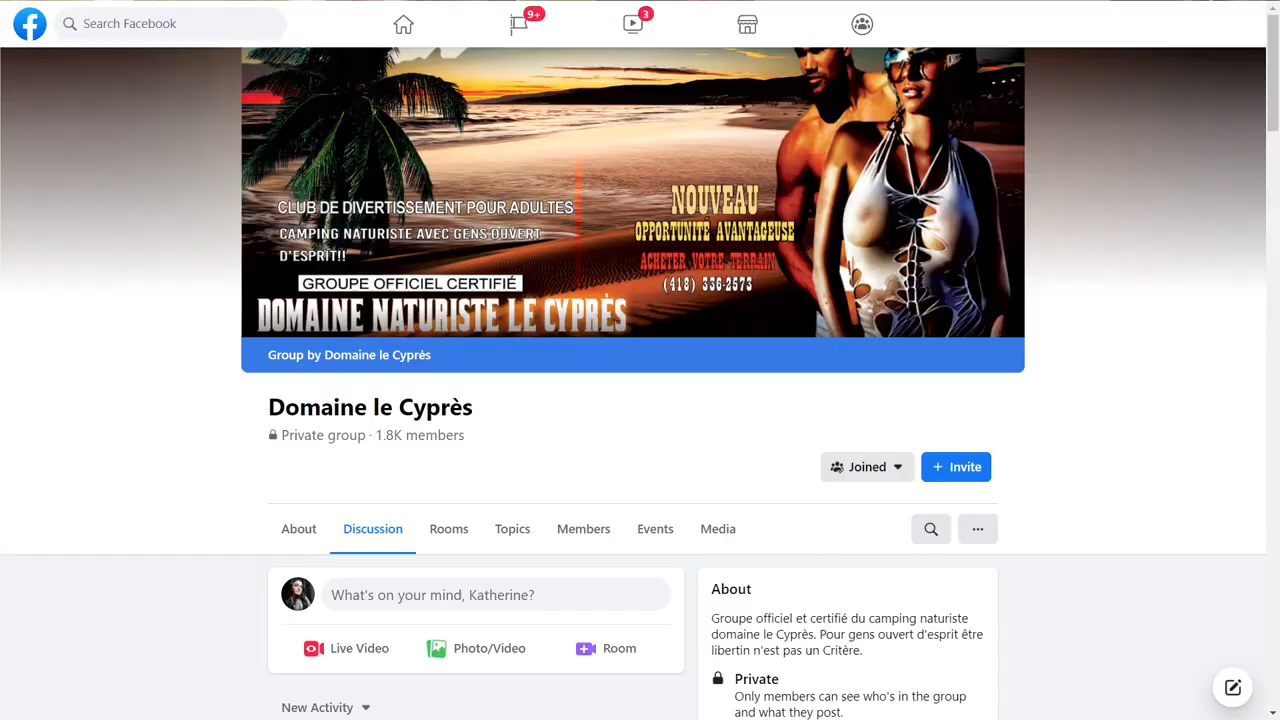 Search Facebook
9+
3
CLUB DE DIVERTISSEMENT POUR ADULTES
CAMPING NATURISTE AVEC GENS OUVERT
D'ESPRIT!!
GROUPE OFFICIEL CERTIFIÉ
DOMAINE NATURISTE LE CYPRÈS
NOUVEAU
OPPORTUNITÉ AVANTAGEUSE
ACHETER VOTRE TERRAIN
(418) 336-2573
Group by Domaine le Cyprès
Domaine le Cyprès
Private group · 1.8K members
Joined
+ Invite
About Discussion Rooms Topics Members Events Media
What's on your mind, Katherine?
Live Video Photo/Video Room
New Activity
About
Groupe officiel et certifié du camping naturiste
domaine le Cyprès. Pour gens ouvert d'esprit être
libertin n'est pas un Critère.
Private
Only members can see who's in the group
and what they post.